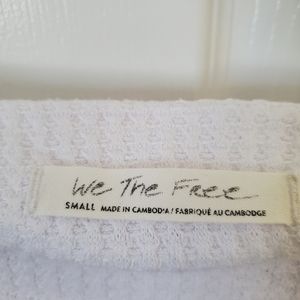 We The Free
SMALL MADE IN CAMBODIA / FABRIQUÉ AU CAMBODGE